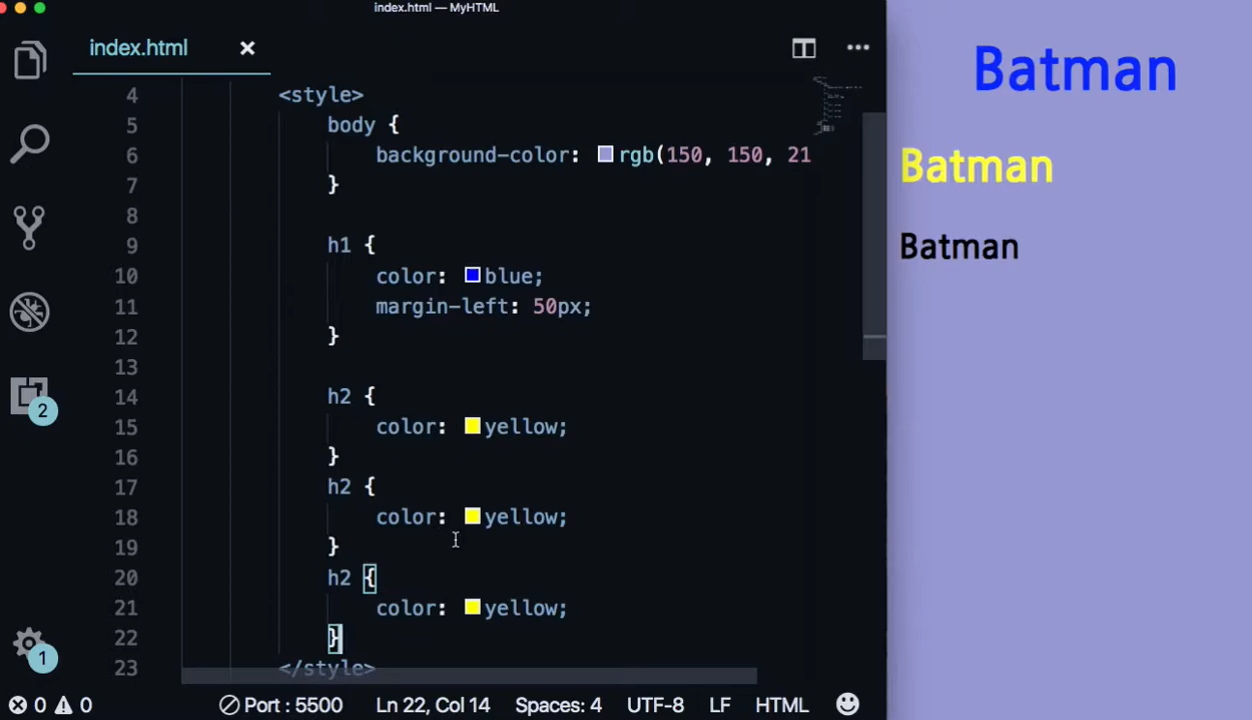 index.html — MyHTML
index.html
4 <style>
5 body {
6 background-color: rgb(150, 150, 21
7 }
8
9 h1 {
10 color: blue;
11 margin-left: 50px;
12 }
13
14 h2 {
15 color: yellow;
16 }
17 h2 {
18 color: yellow;
19 }
20 h2 {
21 color: yellow;
22 }
23 </style>
2
1
0 0 Port : 5500 Ln 22, Col 14 Spaces: 4 UTF-8 LF HTML
Batman
Batman
Batman